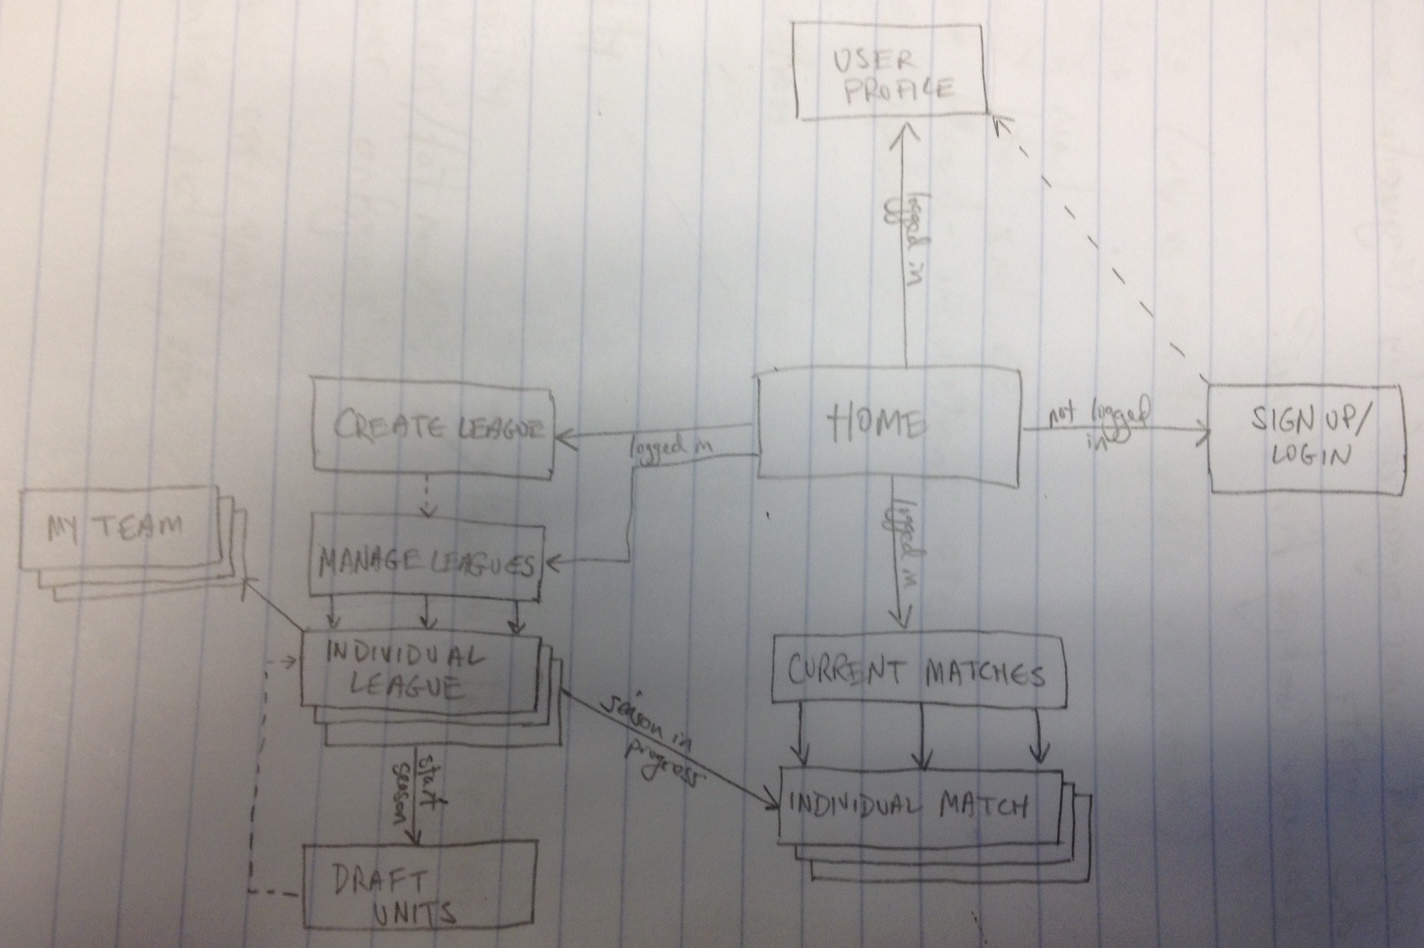 USER
PROFILE
logged in
CREATE LEAGUE
logged in
HOME
not logged
in
SIGN UP/
LOGIN
MY TEAM
MANAGE LEAGUES
logged in
INDIVIDUAL
LEAGUE
season in
progress
CURRENT MATCHES
start
season
INDIVIDUAL MATCH
DRAFT
UNITS